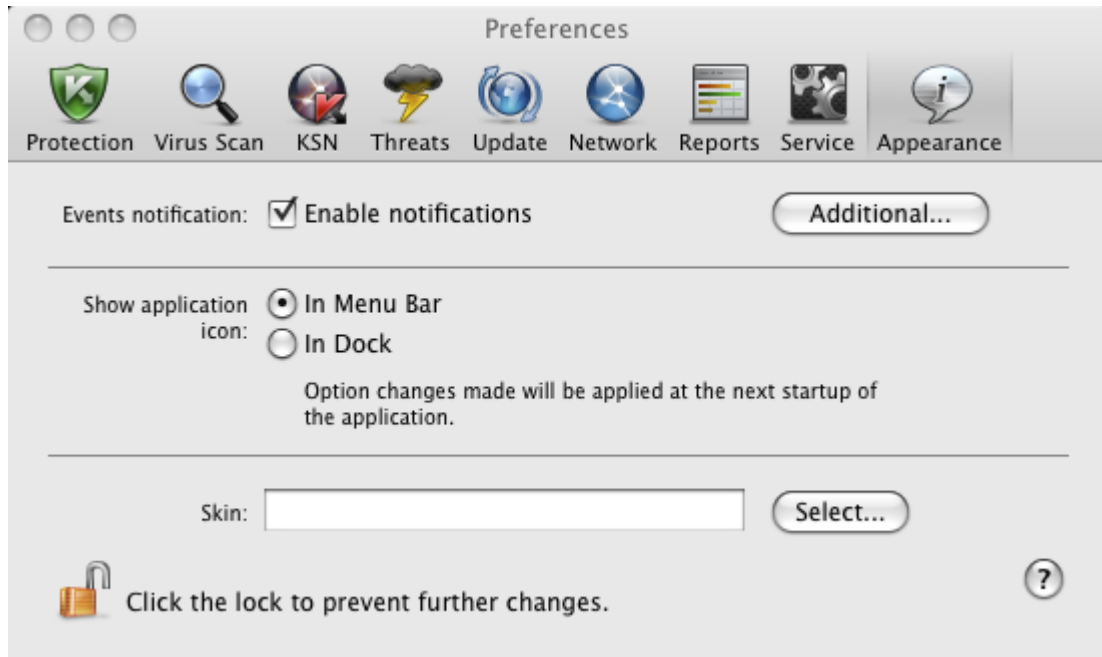 Preferences
Protection Virus Scan KSN Threats Update Network Reports Service Appearance
Events notification: Enable notifications Additional...
Show application In Menu Bar
icon: In Dock
Option changes made will be applied at the next startup of
the application.
Skin: Select...
Click the lock to prevent further changes. ?